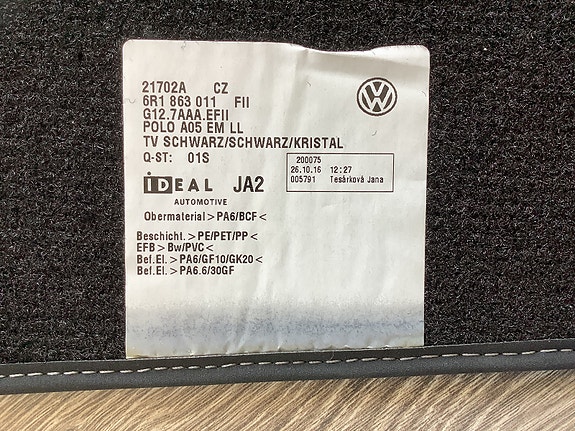 21702A CZ
6R1 863 011 FII
G12.7AAA.EFII
POLO A05 EM LL
TV SCHWARZ/SCHWARZ/KRISTAL
Q-ST: 01S
200075
26.10.16 12:27
005791 Tesárková Jana
IDEAL JA2
AUTOMOTIVE
Obermaterial >PA6/BCF<
Beschicht. >PE/PET/PP<
EFB >Bw/PVC<
Bef.El. >PA6/GF10/GK20<
Bef.El. >PA6.6/30GF